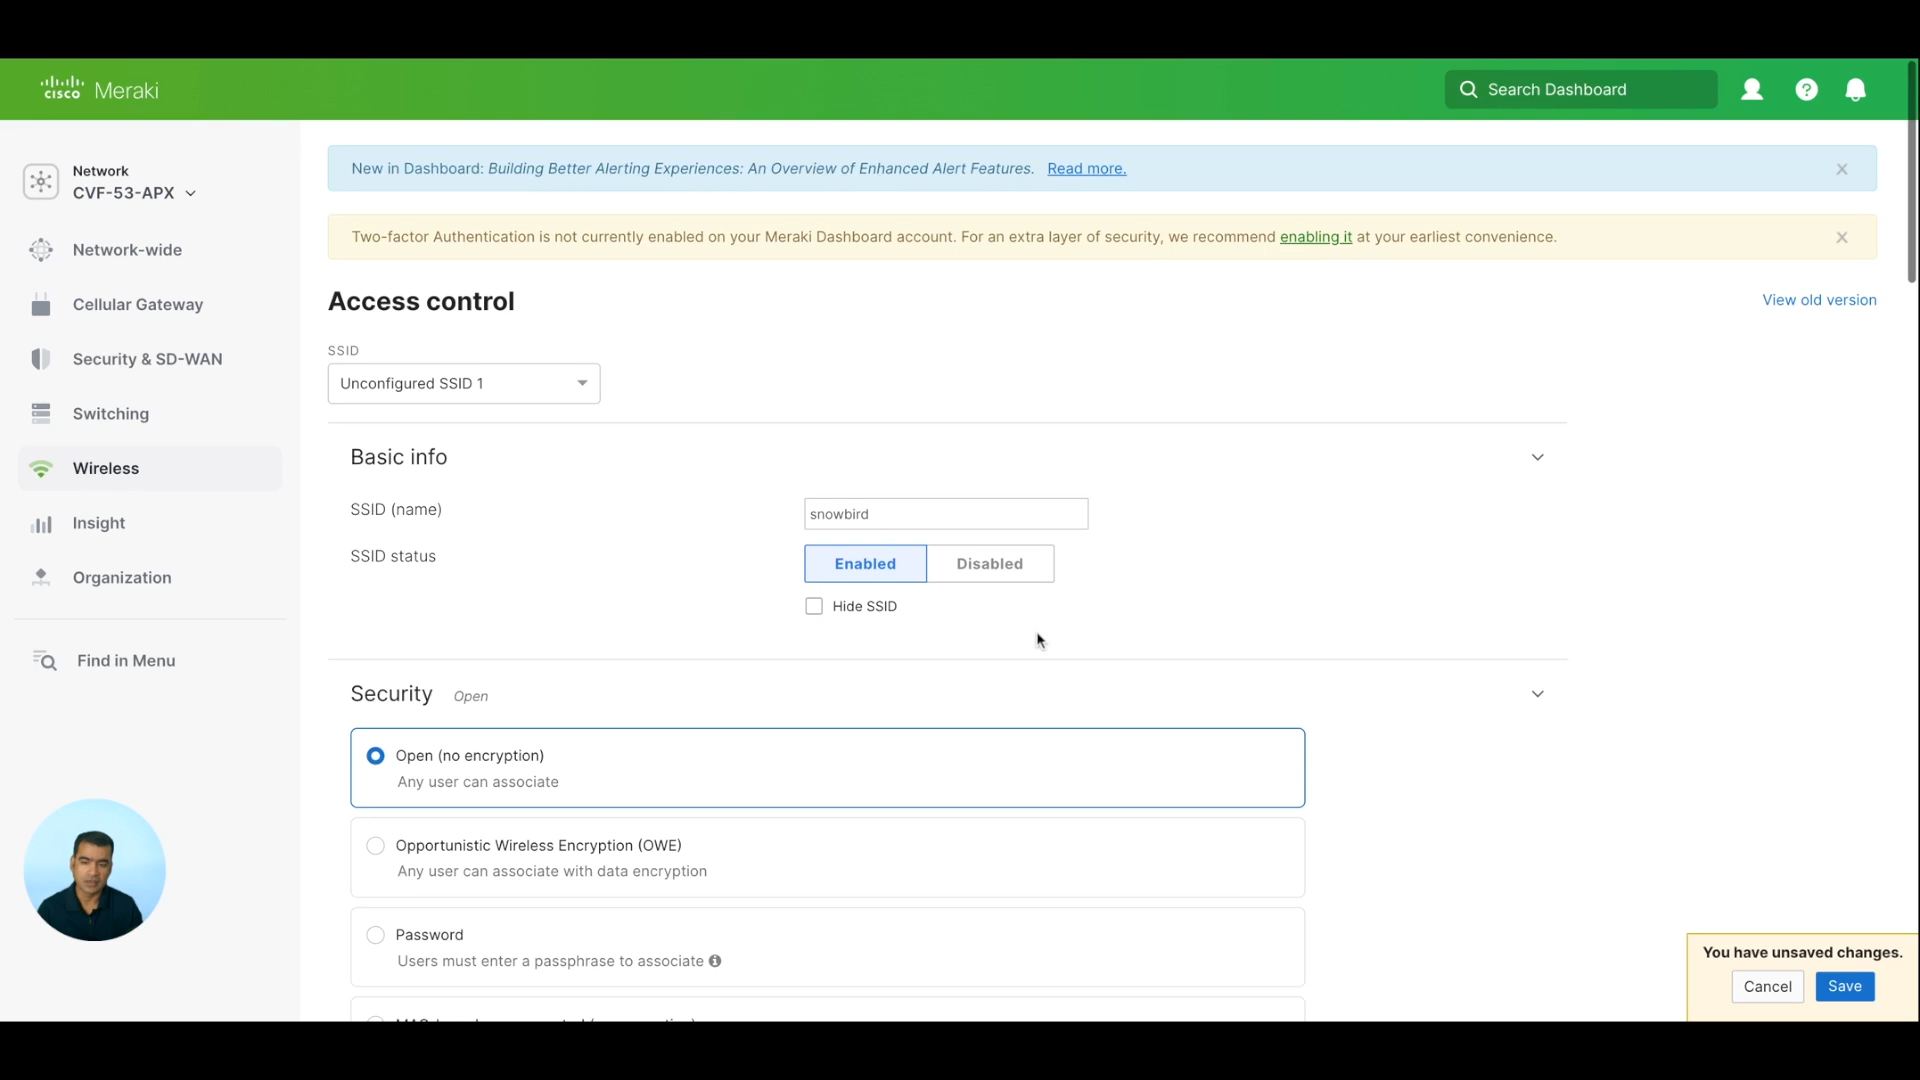 CISCO Meraki
Search Dashboard
?
Network
CVF-53-APX
Network-wide
Cellular Gateway
Security & SD-WAN
Switching
Wireless
Insight
Organization
Find in Menu
New in Dashboard: Building Better Alerting Experiences: An Overview of Enhanced Alert Features. Read more.
Two-factor Authentication is not currently enabled on your Meraki Dashboard account. For an extra layer of security, we recommend enabling it at your earliest convenience.
Access control
View old version
SSID
Unconfigured SSID 1
Basic info
SSID (name)
snowbird
SSID status
Enabled
Disabled
Hide SSID
Security Open
Open (no encryption)
Any user can associate
Opportunistic Wireless Encryption (OWE)
Any user can associate with data encryption
Password
Users must enter a passphrase to associate
You have unsaved changes.
Cancel
Save